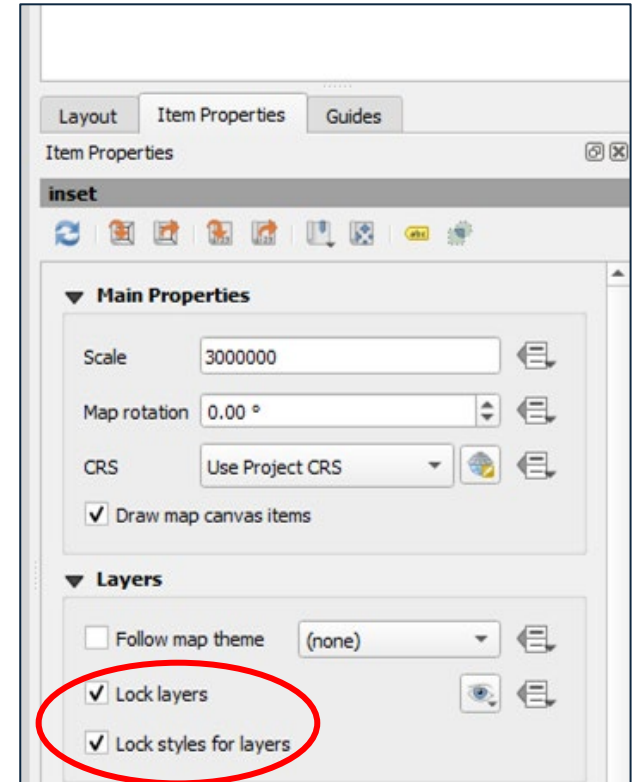 Layout Item Properties Guides
Item Properties
inset
abc
▼ Main Properties
Scale 3000000
Map rotation 0.00 °
CRS Use Project CRS
Draw map canvas items
▼ Layers
Follow map theme (none)
Lock layers
Lock styles for layers